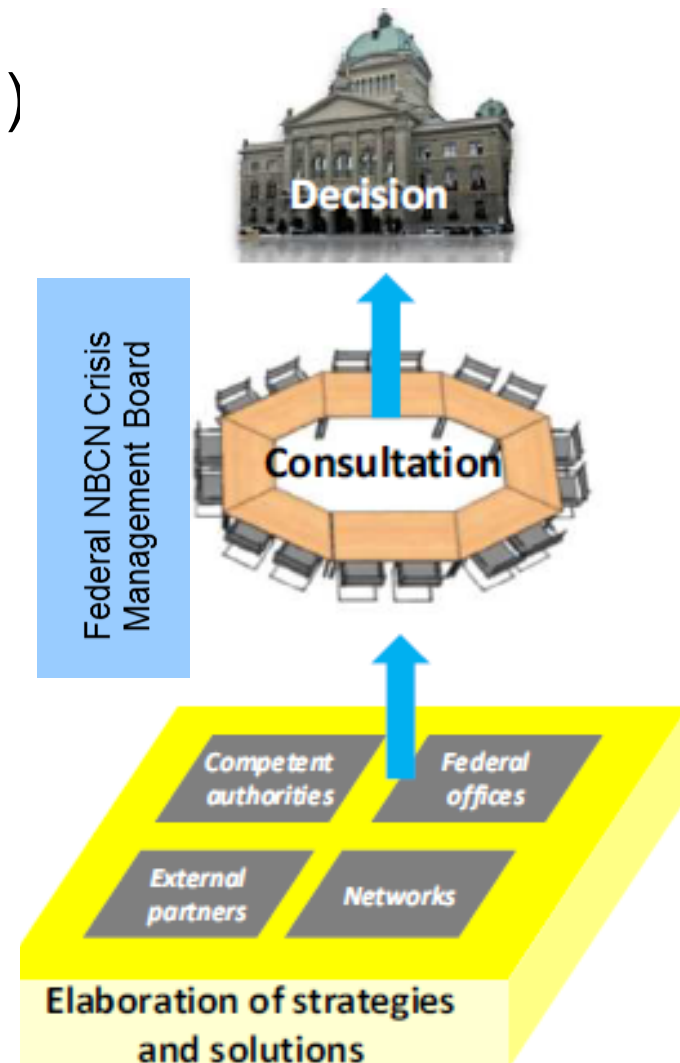 )
Decision
Federal NBCN Crisis
Management Board
Consultation
Competent
authorities
Federal
offices
External
partners
Networks
Elaboration of strategies
and solutions